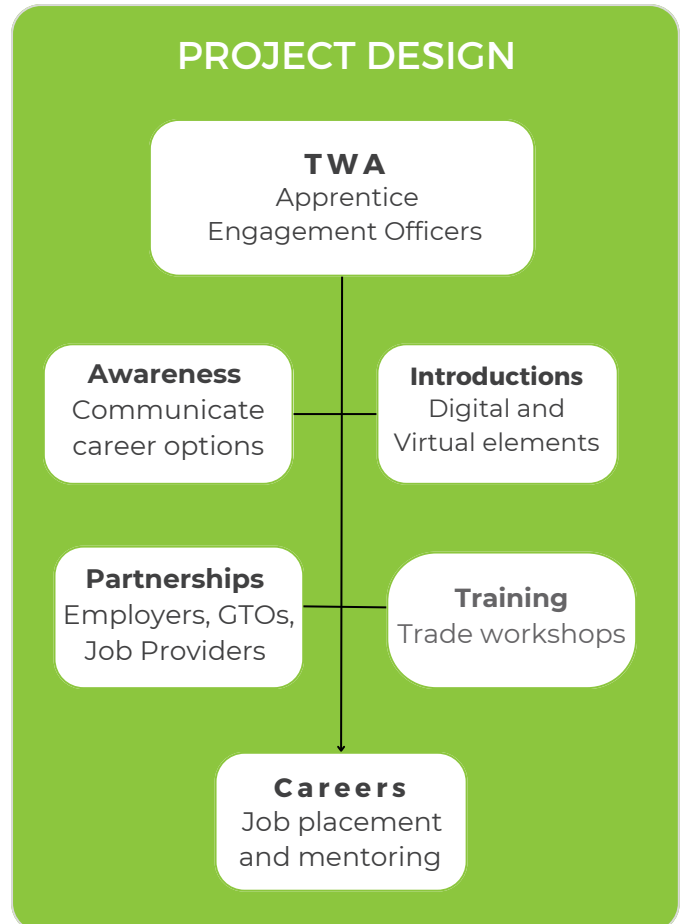 PROJECT DESIGN
TWA
Apprentice
Engagement Officers
Awareness
Communicate
career options
Introductions
Digital and
Virtual elements
Partnerships
Employers, GTOs,
Job Providers
Training
Trade workshops
Careers
Job placement
and mentoring